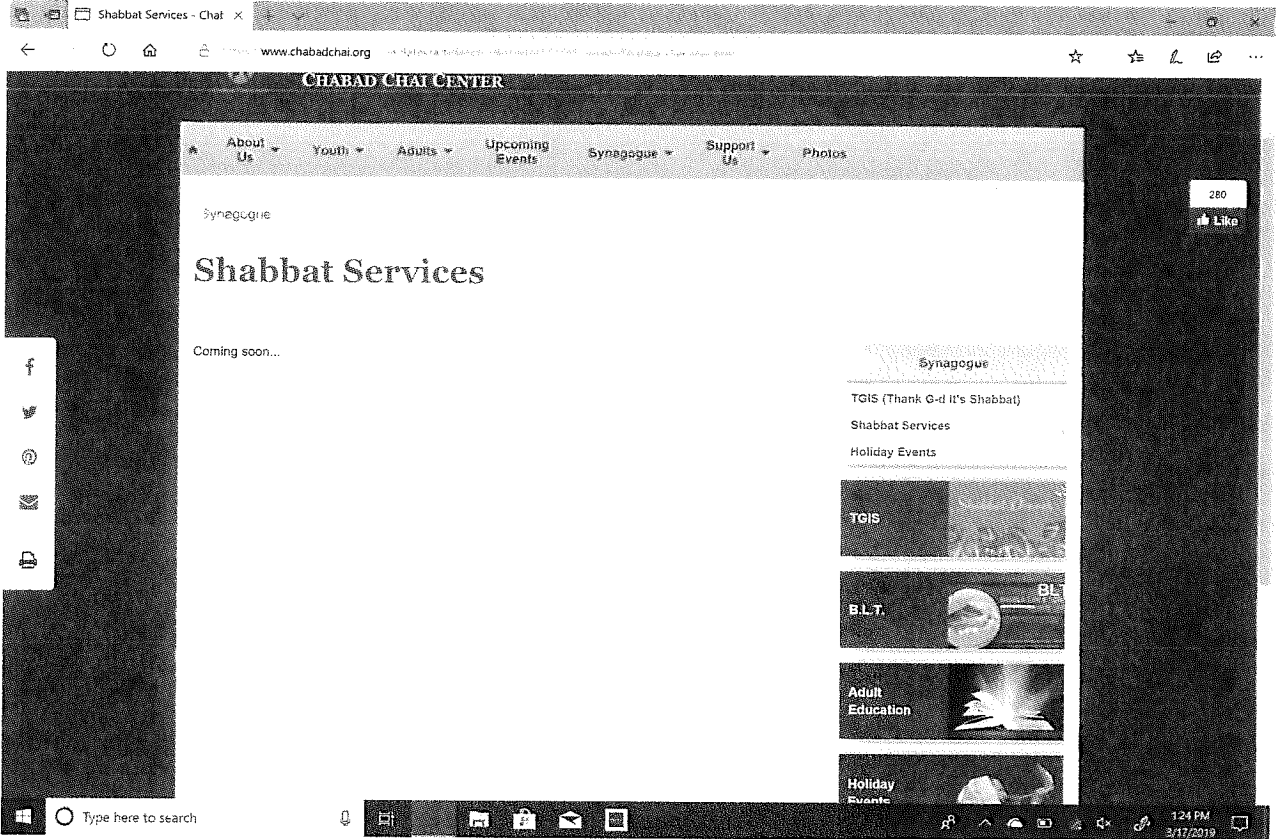 Shabbat Services - Chat
www.chabadchai.org
CHABAD CHAI CENTER
About Us
Youth
Adults
Upcoming Events
Synagogue
Support Us
Photos
280
Like
Synagogue
Shabbat Services
Coming soon...
Synagogue
TGIS (Thank G-d It's Shabbat)
Shabbat Services
Holiday Events
TGIS
B.L.T.
BLT
Adult
Education
Holiday
Events
Type here to search
1:24 PM
3/17/2019